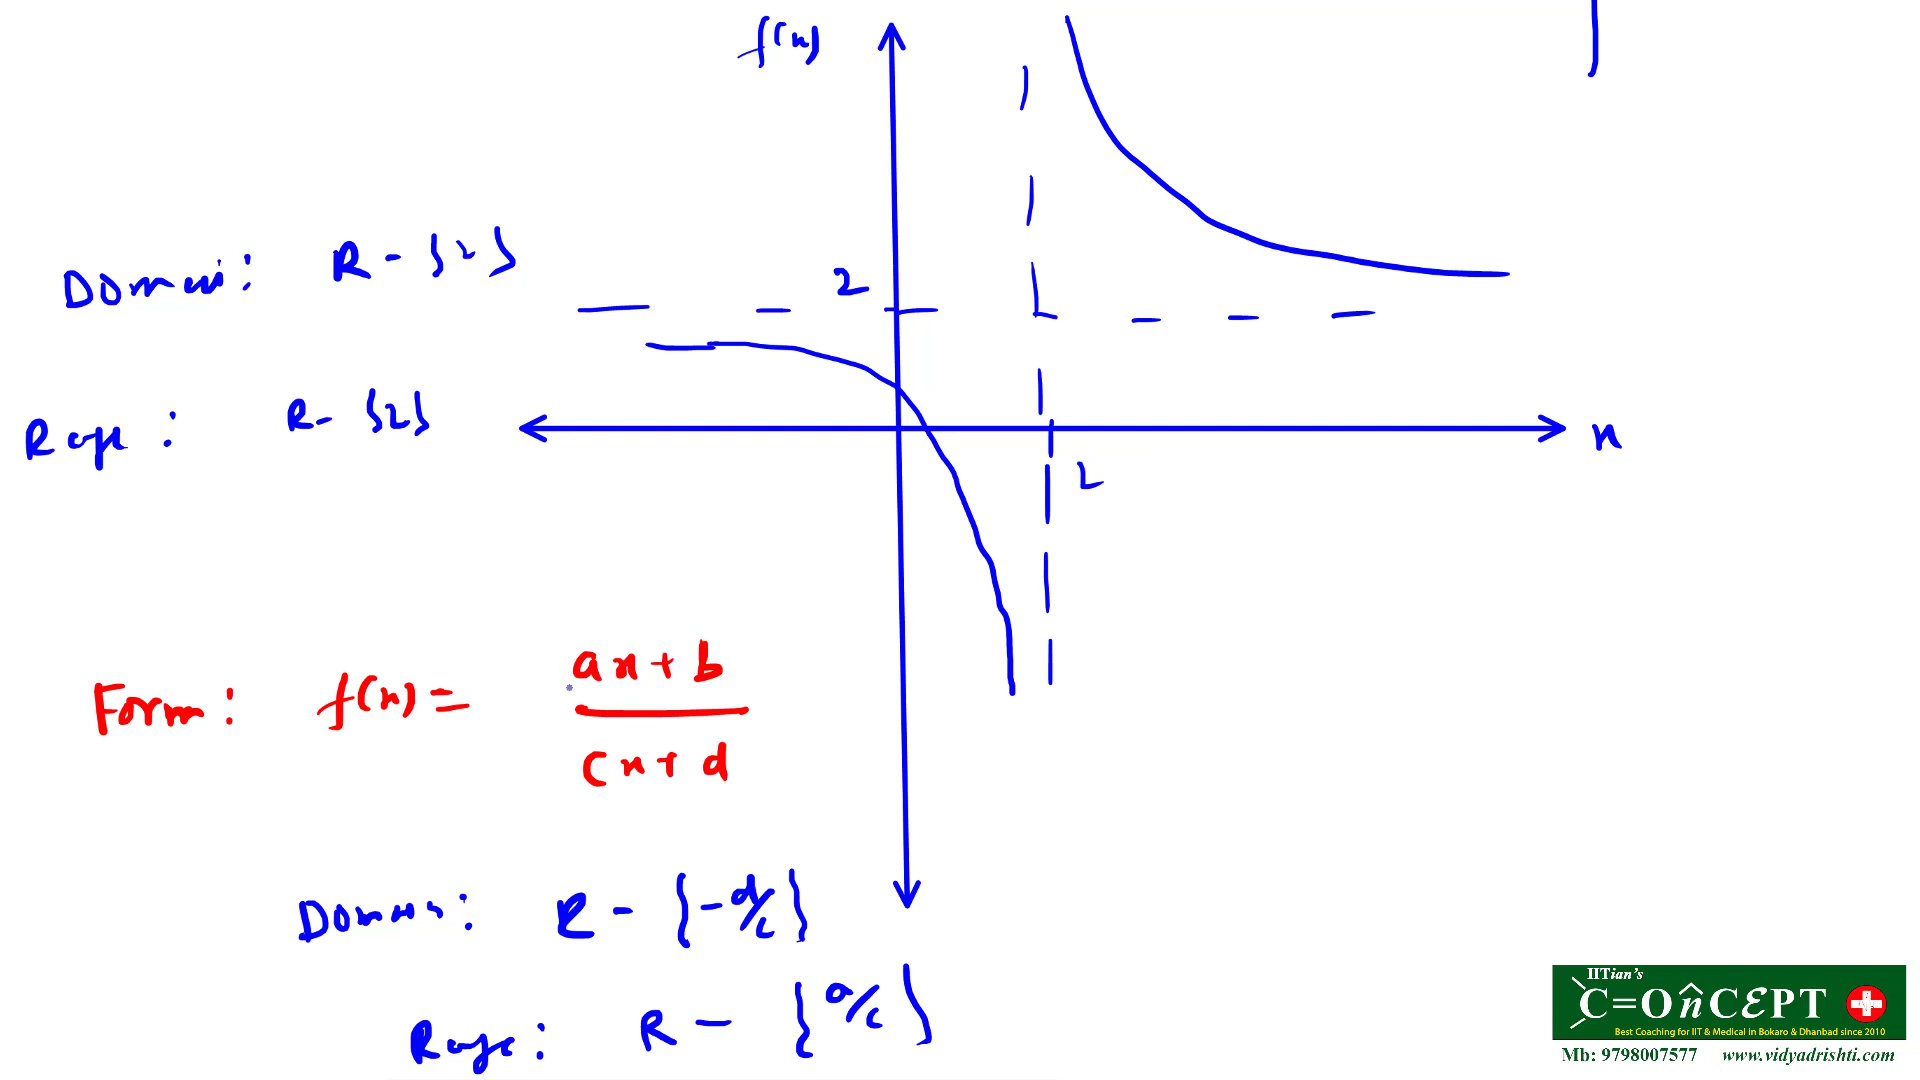 f(x)
Domain: R - {2}
2
Range: R - {2}
x
2
Form: f(x) = ax + b / cx + d
Domain: R - {-d/c}
Range: R - {a/c}
IITian's
C=OnCEPT
Best Coaching for IIT & Medical in Bokaro & Dhanbad since 2010
Mb: 9798007577 www.vidyadrishti.com